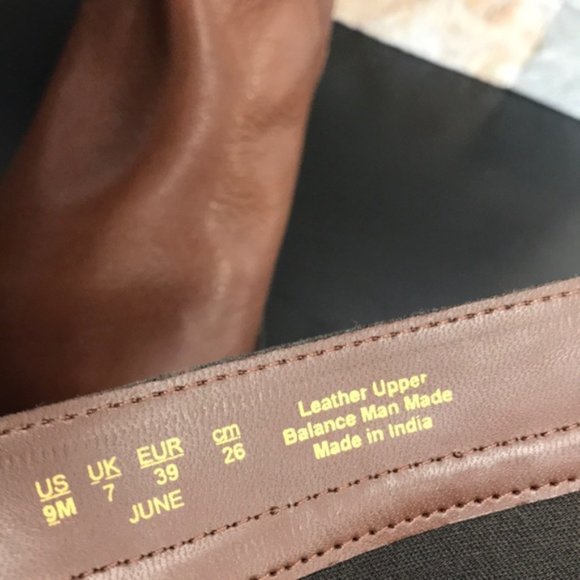 US UK EUR cm
9M 7 39 26
JUNE
Leather Upper
Balance Man Made
Made in India